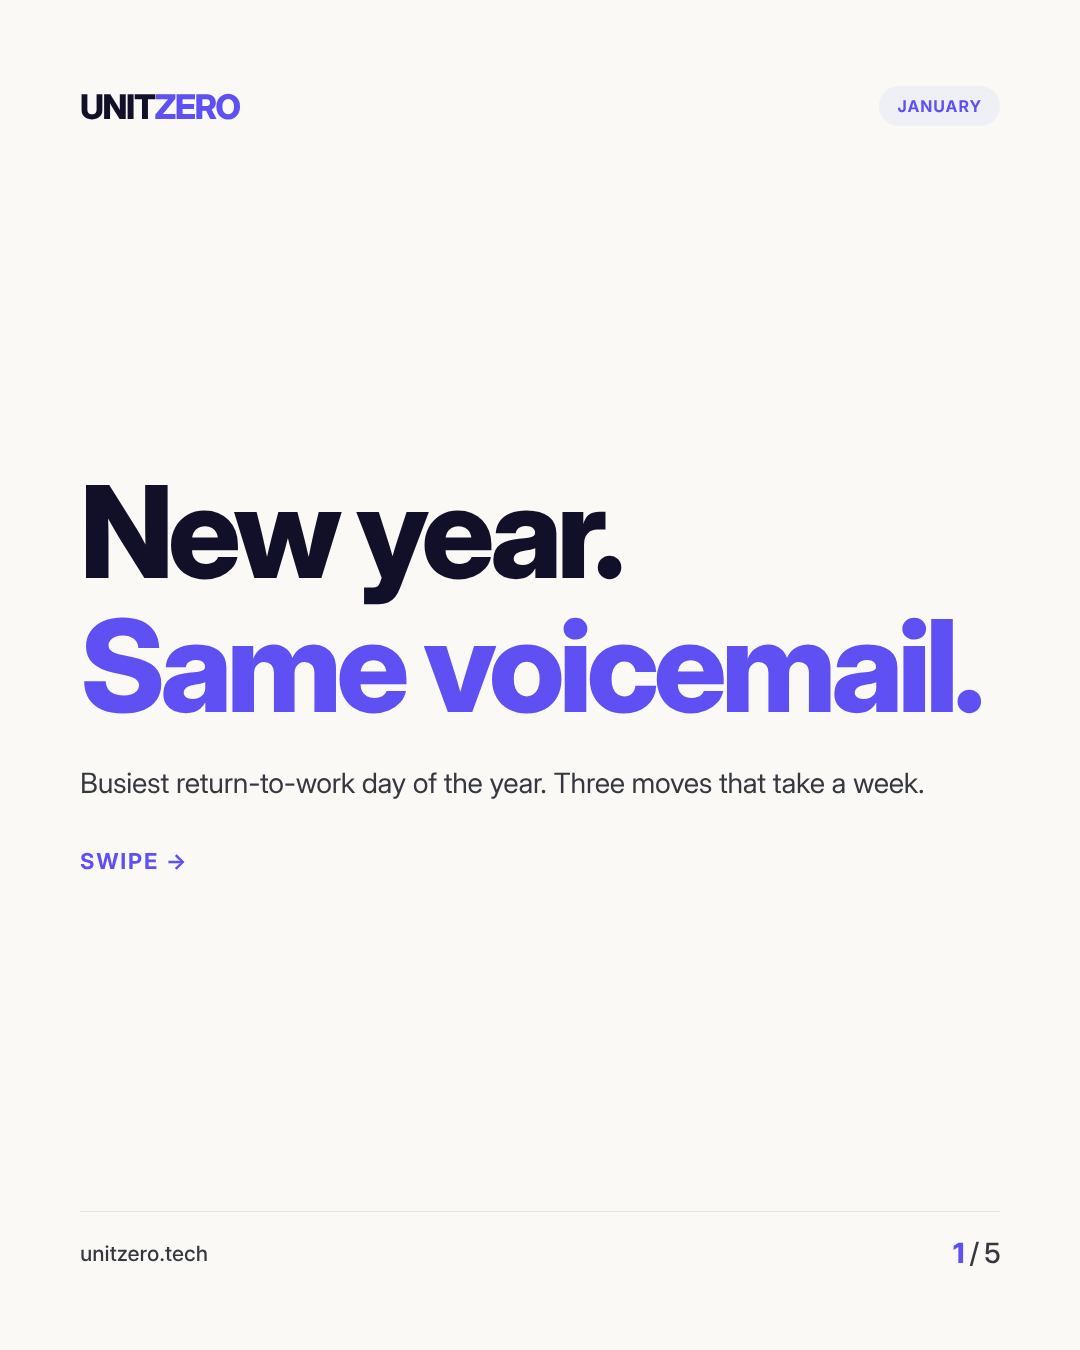 UNITZERO
JANUARY
New year.
Same voicemail.
Busiest return-to-work day of the year. Three moves that take a week.
SWIPE →
unitzero.tech
1 / 5